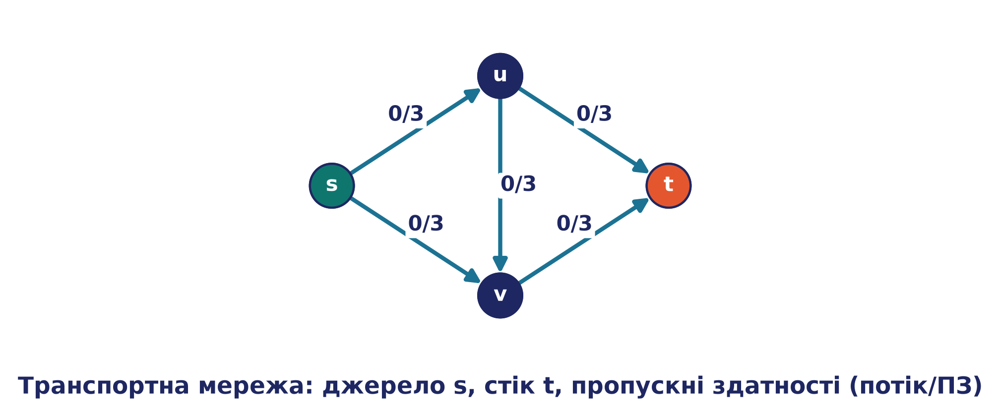 u
0/3
0/3
s
0/3
t
0/3
0/3
v
Транспортна мережа: джерело s, стік t, пропускні здатності (потік/ПЗ)